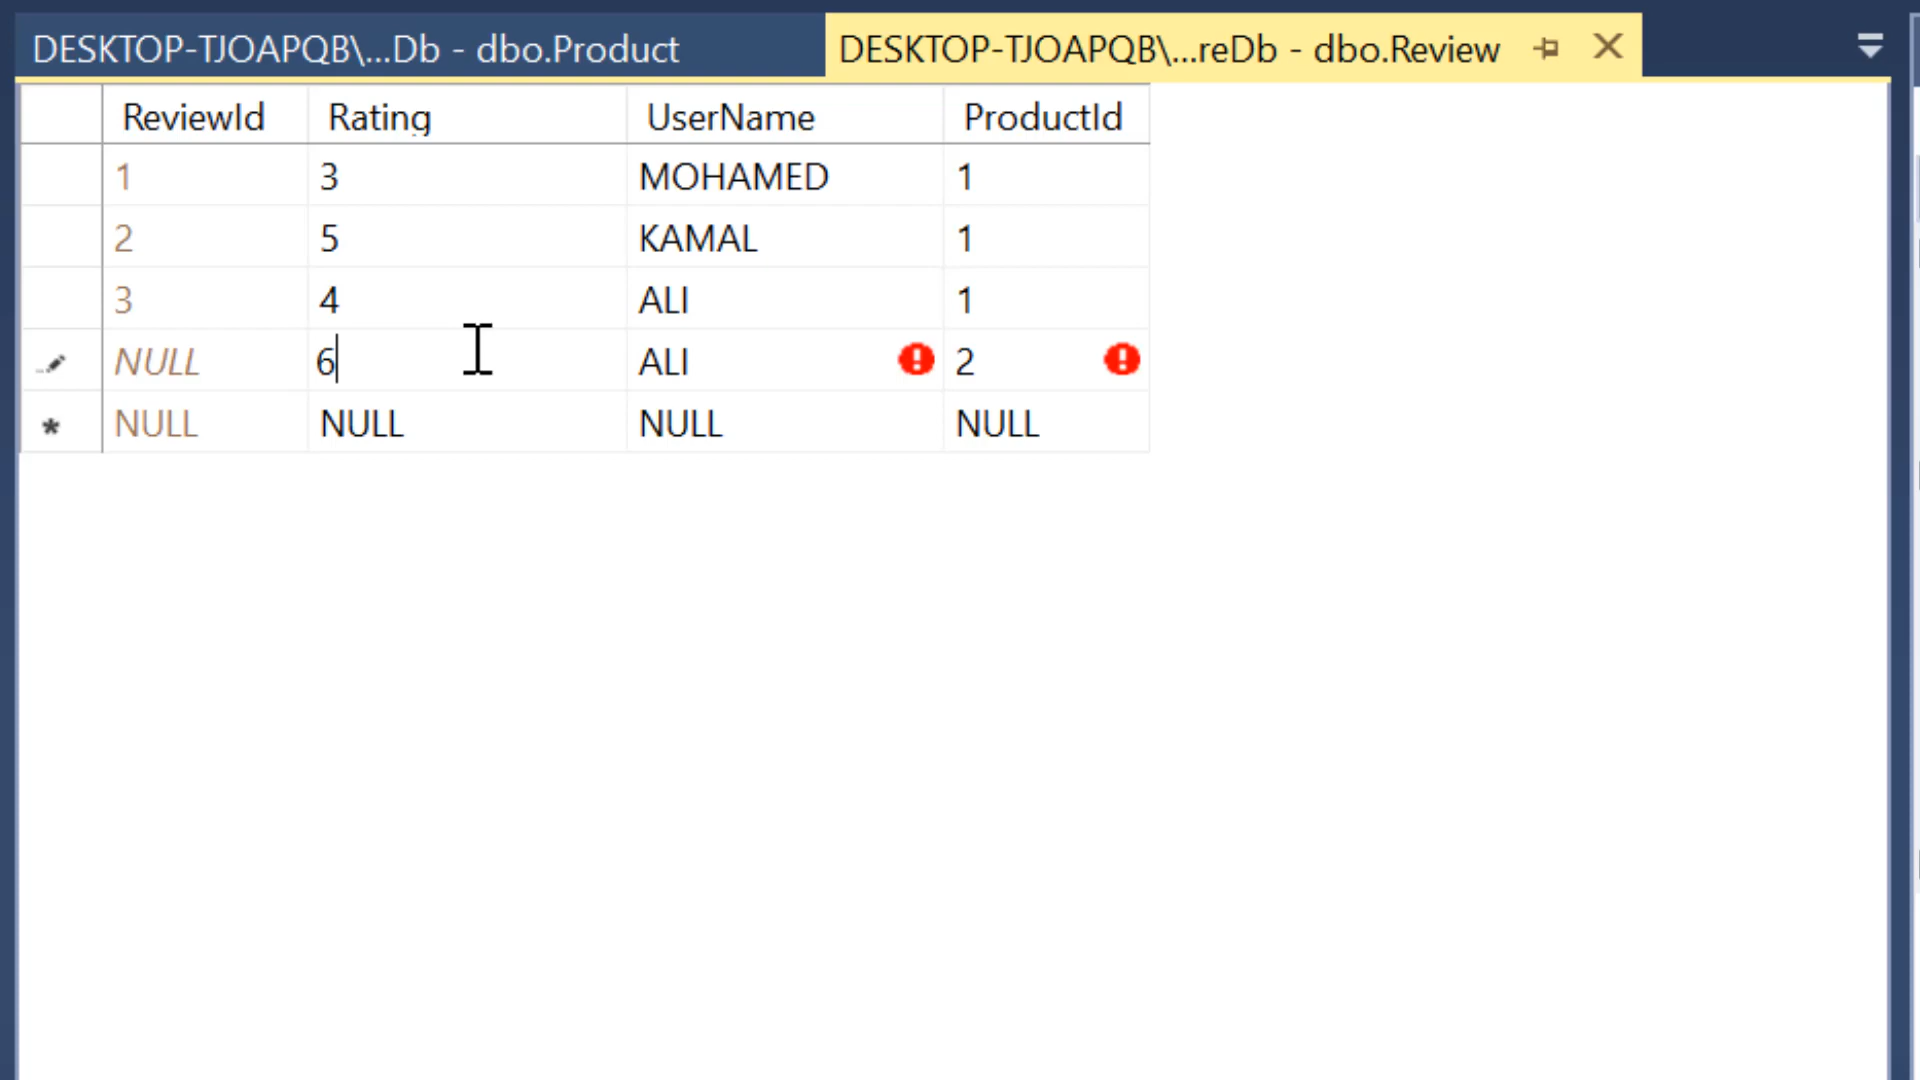 DESKTOP-TJOAPQB\...Db - dbo.Product DESKTOP-TJOAPQB\...reDb - dbo.Review
ReviewId Rating UserName ProductId
1 3 MOHAMED 1
2 5 KAMAL 1
3 4 ALI 1
NULL 6 ALI 2
* NULL NULL NULL NULL